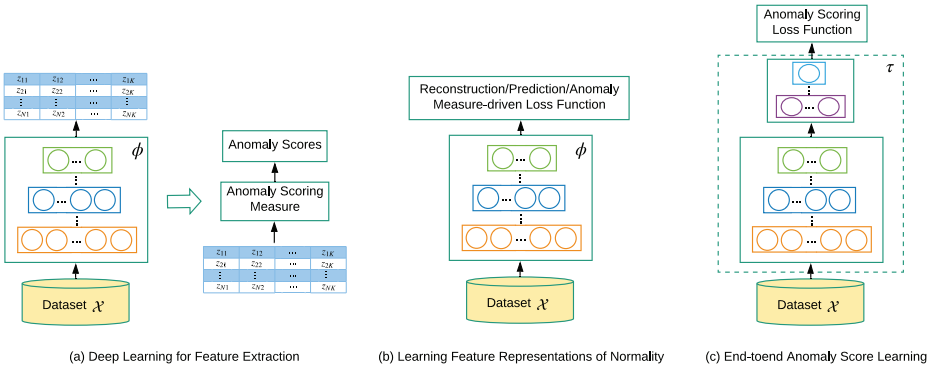 z11 z12 ... z1K
z21 z22 ... z2K
⋮ ⋮ ... ⋮
zN1 zN2 ... zNK
ϕ
... 
...
...
Dataset 𝒳
Anomaly Scores
Anomaly Scoring
Measure
z11 z12 ... z1K
z21 z22 ... z2K
⋮ ⋮ ... ⋮
zN1 zN2 ... zNK
(a) Deep Learning for Feature Extraction
Reconstruction/Prediction/Anomaly
Measure-driven Loss Function
ϕ
...
...
...
Dataset 𝒳
(b) Learning Feature Representations of Normality
Anomaly Scoring
Loss Function
τ
...
...
...
...
Dataset 𝒳
(c) End-toend Anomaly Score Learning